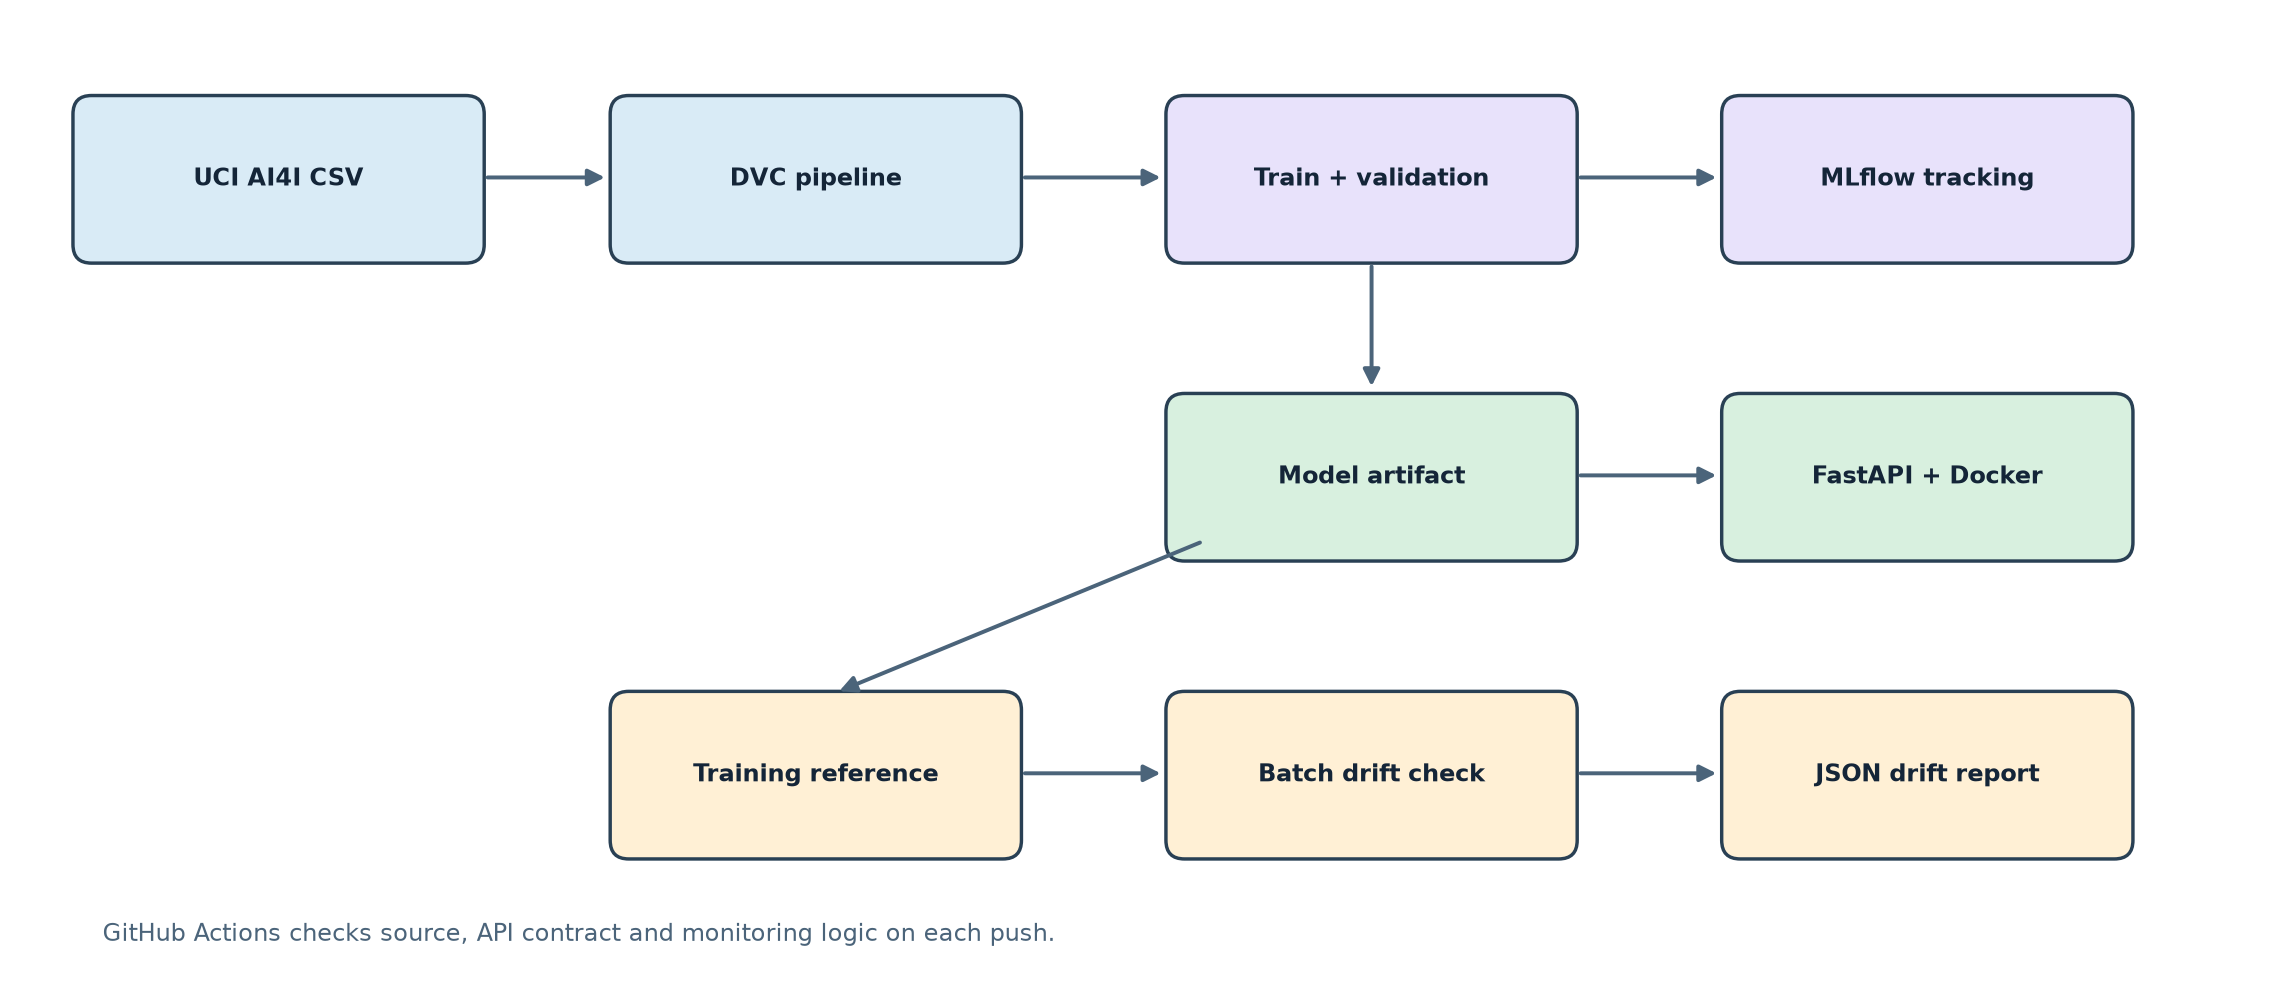 UCI AI4I CSV
DVC pipeline
Train + validation
MLflow tracking
Model artifact
FastAPI + Docker
Training reference
Batch drift check
JSON drift report
GitHub Actions checks source, API contract and monitoring logic on each push.